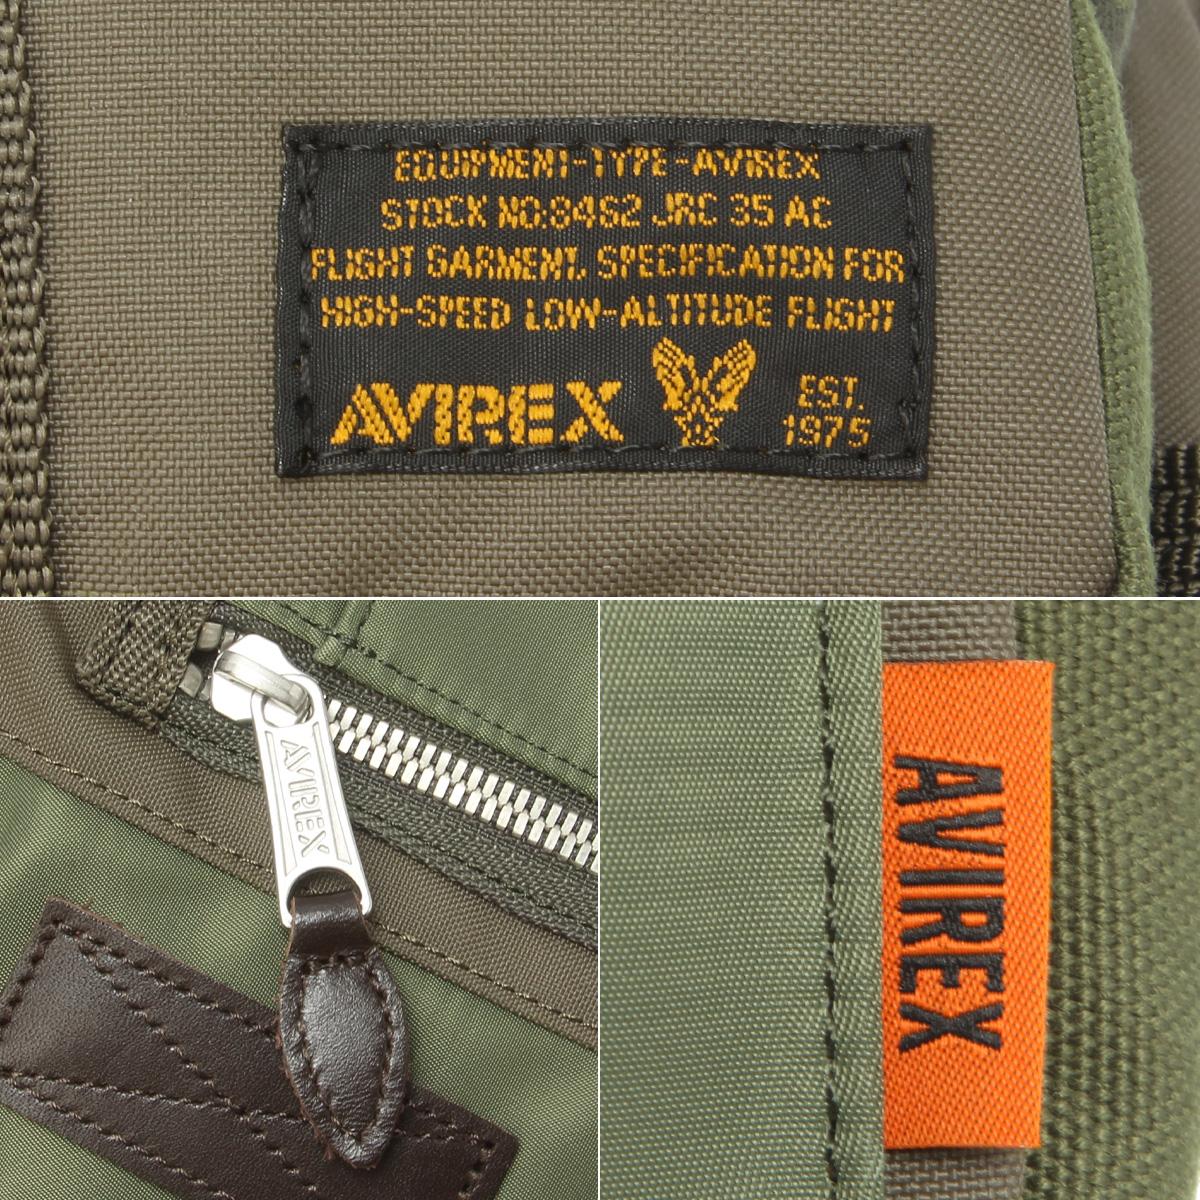 EQUIPMENT-TYPE-AVIREX
STOCK NO:8462 JRC 35 AC
FLIGHT GARMENT. SPECIFICATION FOR
HIGH-SPEED LOW-ALTITUDE FLIGHT
AVIREX EST. 1975
AVIREX
AVIREX